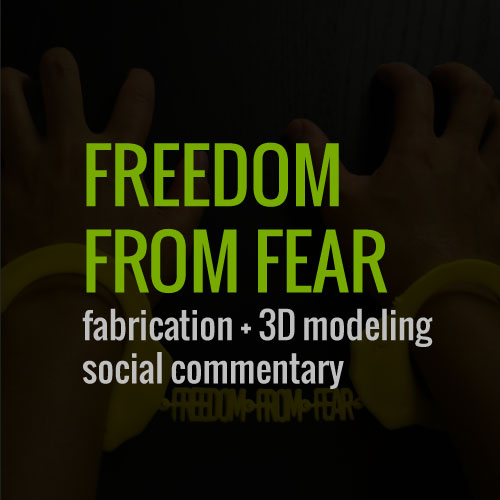 FREEDOM
FROM FEAR
fabrication + 3D modeling
social commentary
FREEDOM FROM FEAR